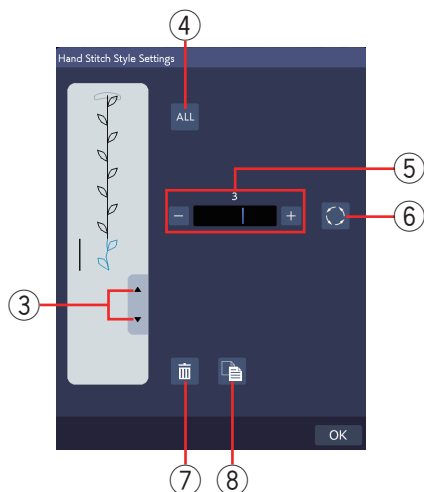 ④
Hand Stitch Style Settings
ALL
⑤
3
− +
⑥
③
OK
⑦ ⑧